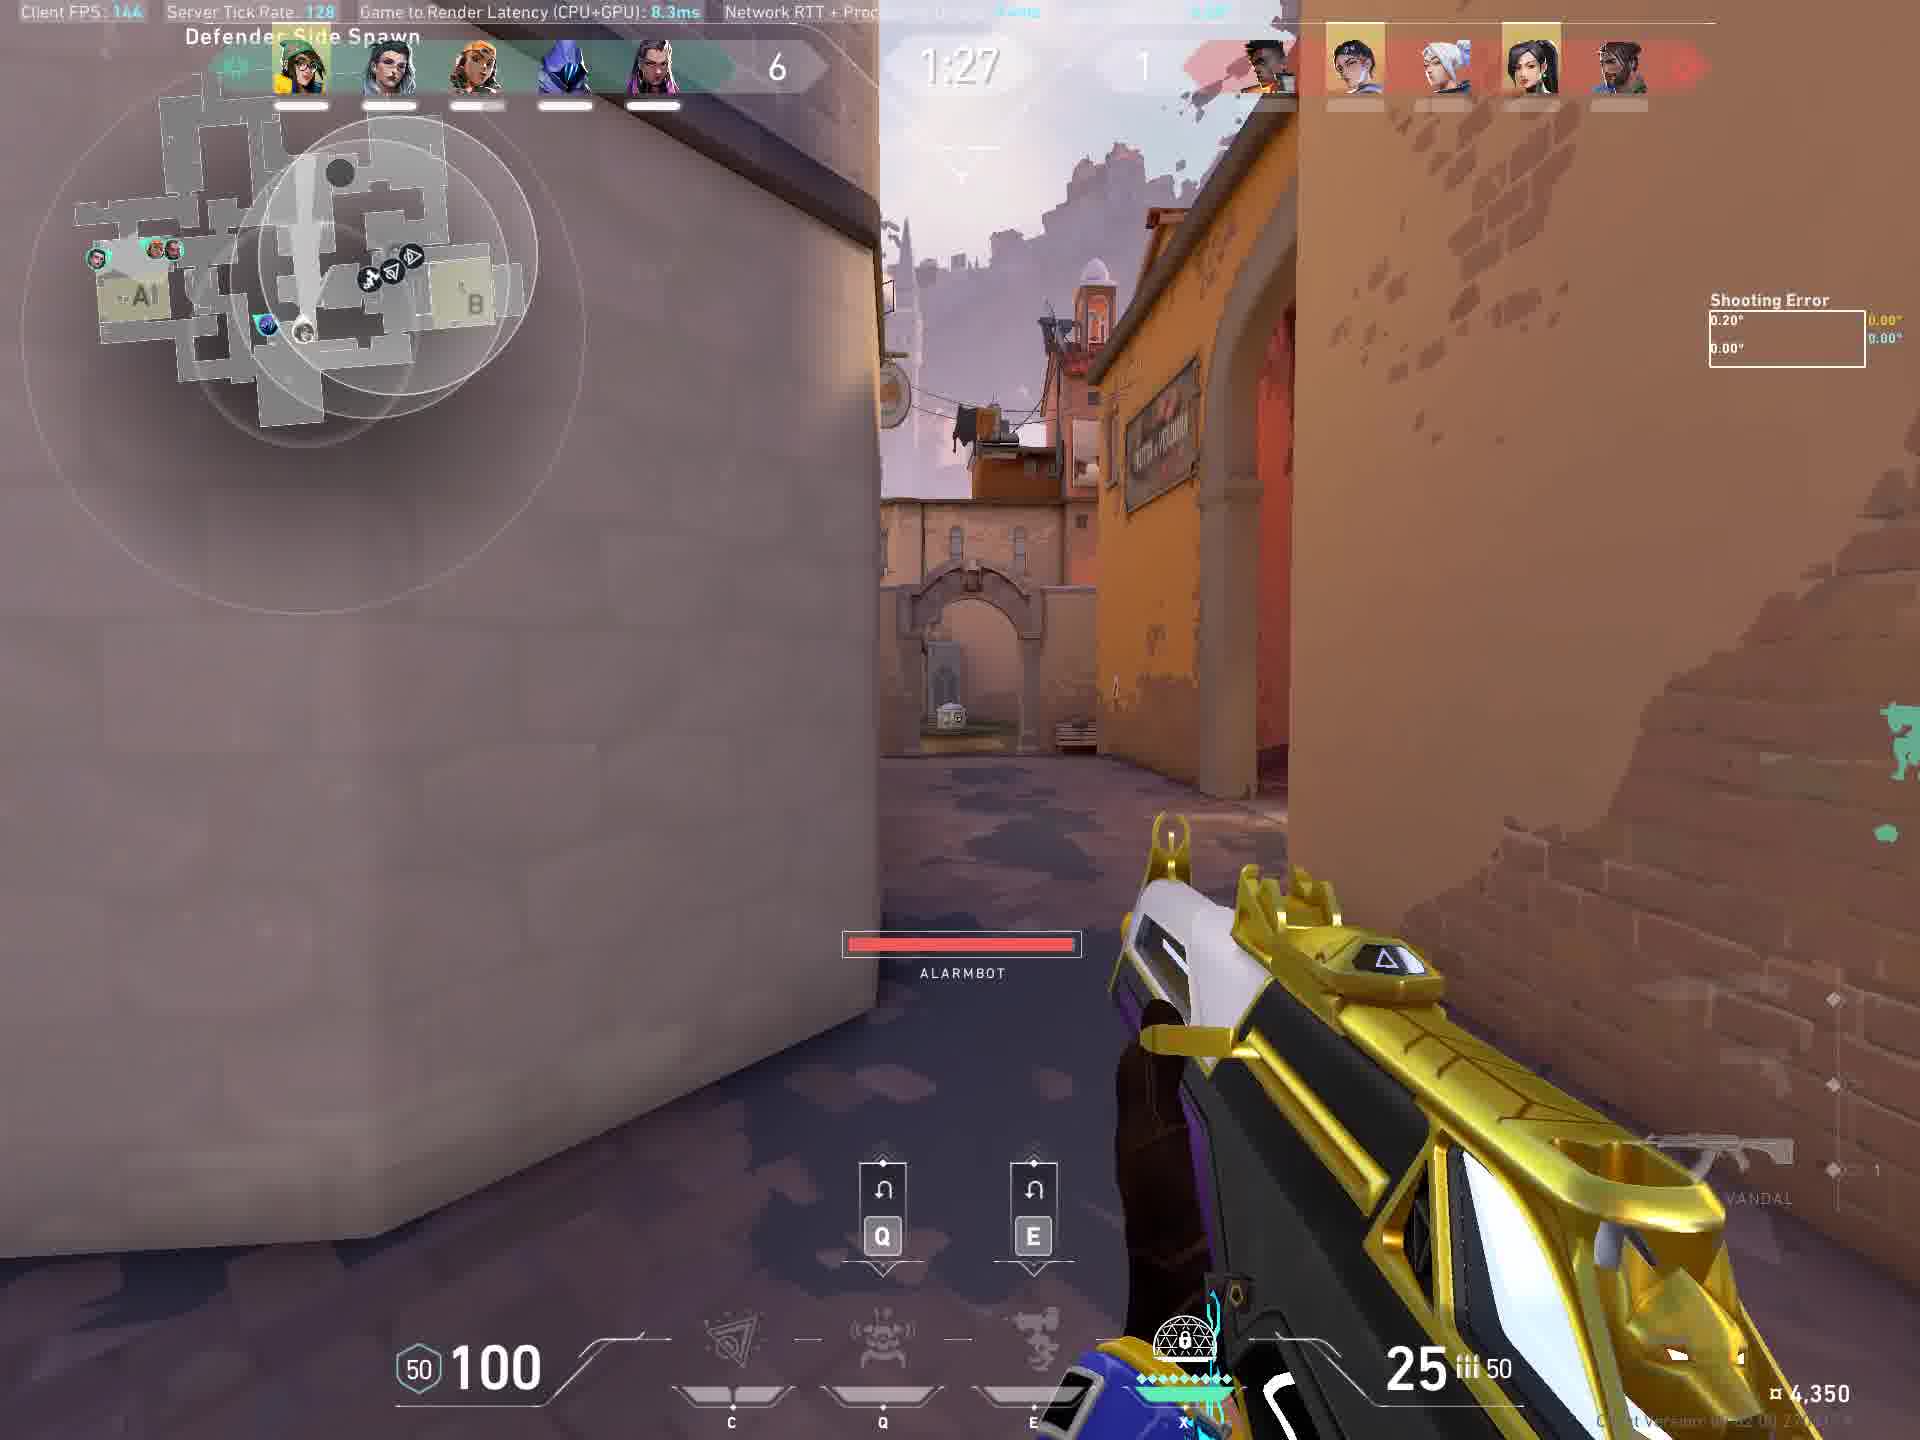 Client FPS: 144 Server Tick Rate: 128 Game to Render Latency (CPU+GPU): 8.3ms Network RTT +
Defender Side Spawn
6 1:27 1
A
B
Shooting Error
0.20° 0.00°
0.00° 0.00°
ALARMBOT
Q E
1
VANDAL
50 100
25 50
¤ 4,350
C Q E X